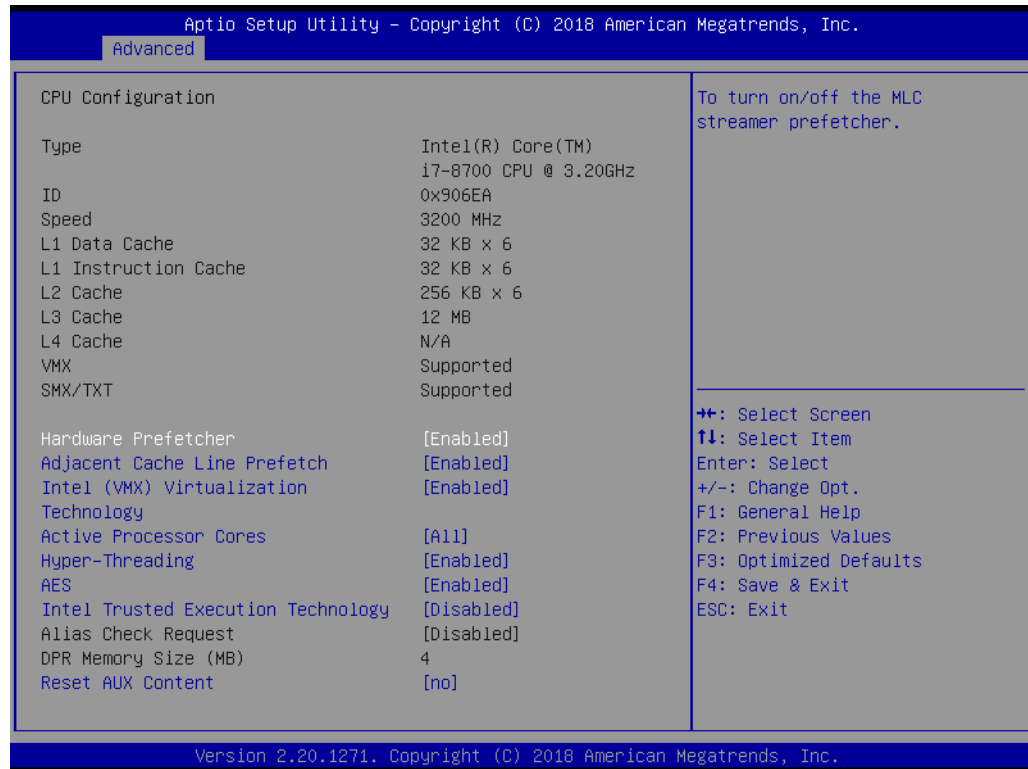 Aptio Setup Utility – Copyright (C) 2018 American Megatrends, Inc.
Advanced
CPU Configuration
Type Intel(R) Core(TM)
i7-8700 CPU @ 3.20GHz
ID 0x906EA
Speed 3200 MHz
L1 Data Cache 32 KB x 6
L1 Instruction Cache 32 KB x 6
L2 Cache 256 KB x 6
L3 Cache 12 MB
L4 Cache N/A
VMX Supported
SMX/TXT Supported
Hardware Prefetcher [Enabled]
Adjacent Cache Line Prefetch [Enabled]
Intel (VMX) Virtualization [Enabled]
Technology
Active Processor Cores [All]
Hyper-Threading [Enabled]
AES [Enabled]
Intel Trusted Execution Technology [Disabled]
Alias Check Request [Disabled]
DPR Memory Size (MB) 4
Reset AUX Content [no]
To turn on/off the MLC
streamer prefetcher.
→←: Select Screen
↑↓: Select Item
Enter: Select
+/-: Change Opt.
F1: General Help
F2: Previous Values
F3: Optimized Defaults
F4: Save & Exit
ESC: Exit
Version 2.20.1271. Copyright (C) 2018 American Megatrends, Inc.